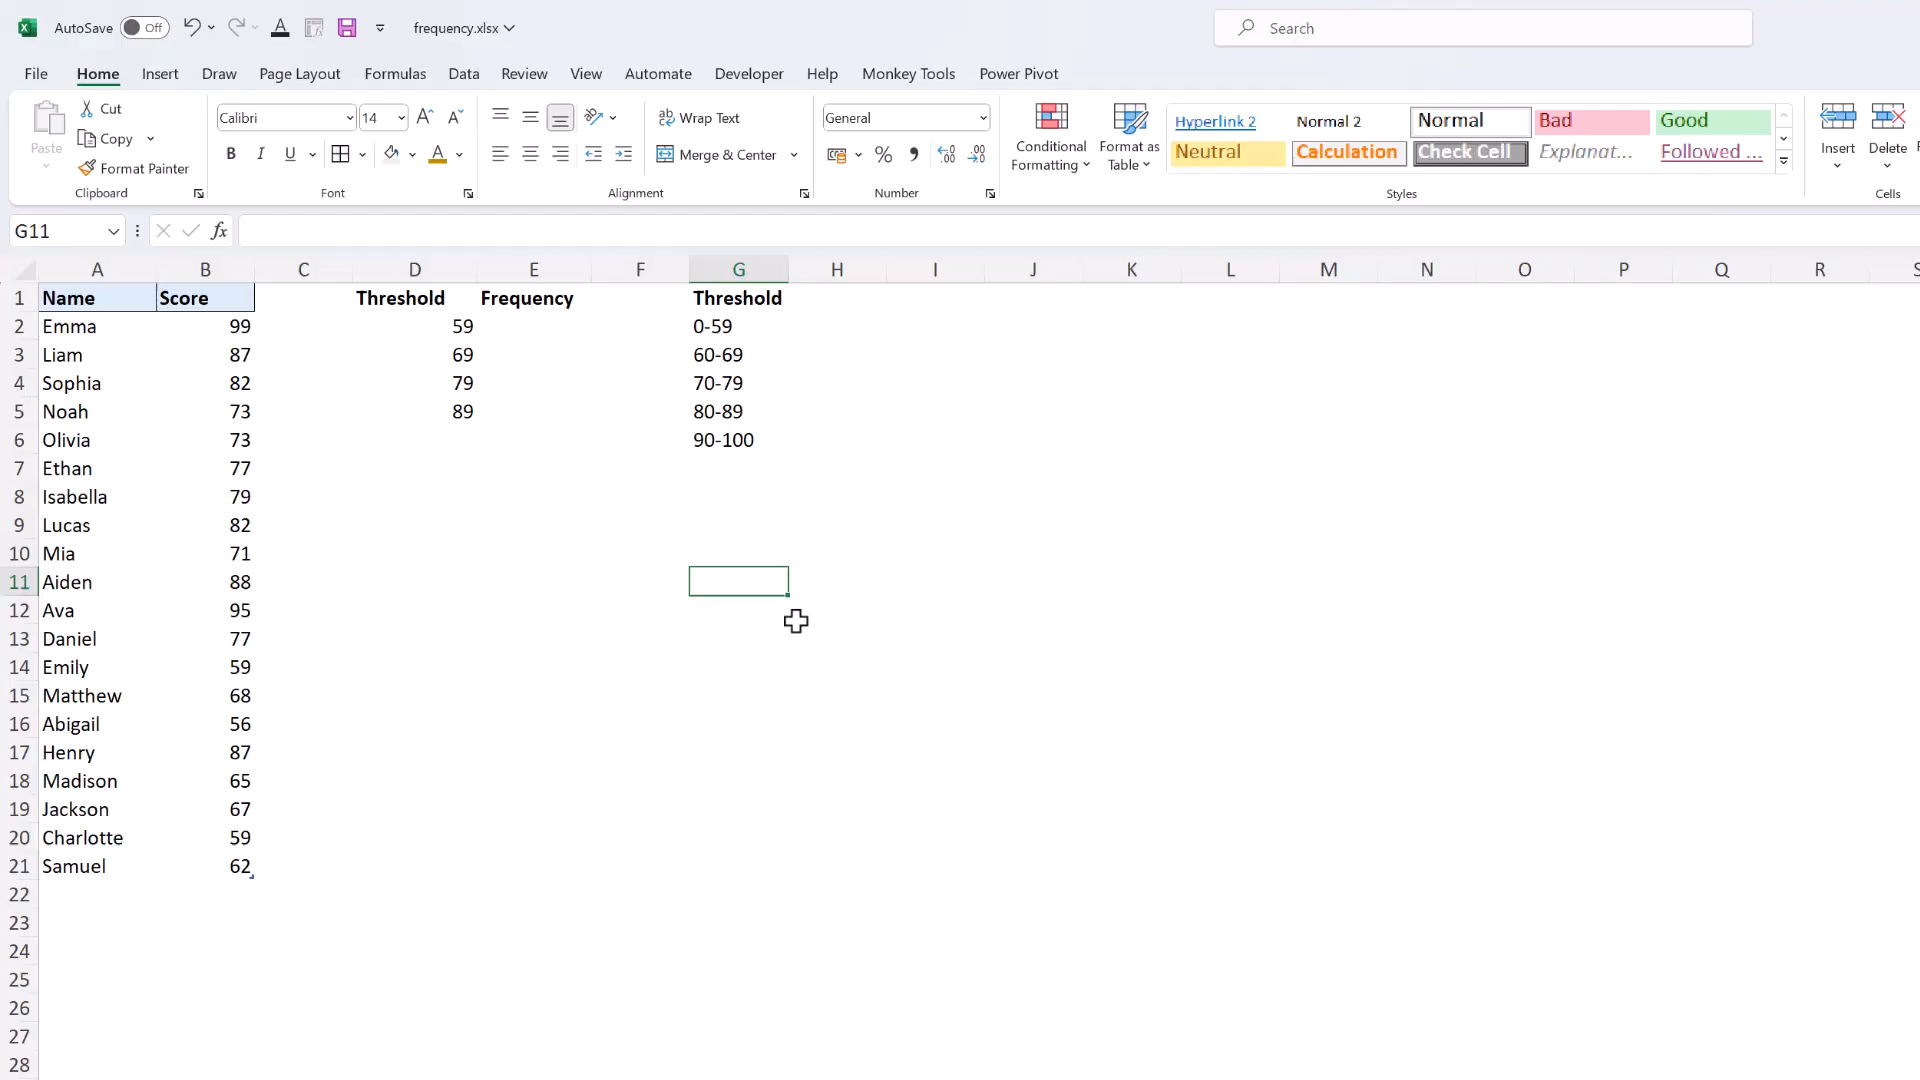 AutoSave Off frequency.xlsx Search
File Home Insert Draw Page Layout Formulas Data Review View Automate Developer Help Monkey Tools Power Pivot
Paste Cut Copy Format Painter Clipboard
Calibri 14 B I U Font
Wrap Text Merge & Center Alignment
General % Number
Conditional Formatting Format as Table
Hyperlink 2 Normal 2 Normal Bad Good
Neutral Calculation Check Cell Explanat... Followed ...
Styles
Insert Delete Cells
G11 fx
A B C D E F G H I J K L M N O P Q R S
1 Name Score Threshold Frequency Threshold
2 Emma 99 59 0-59
3 Liam 87 69 60-69
4 Sophia 82 79 70-79
5 Noah 73 89 80-89
6 Olivia 73 90-100
7 Ethan 77
8 Isabella 79
9 Lucas 82
10 Mia 71
11 Aiden 88
12 Ava 95
13 Daniel 77
14 Emily 59
15 Matthew 68
16 Abigail 56
17 Henry 87
18 Madison 65
19 Jackson 67
20 Charlotte 59
21 Samuel 62
22
23
24
25
26
27
28